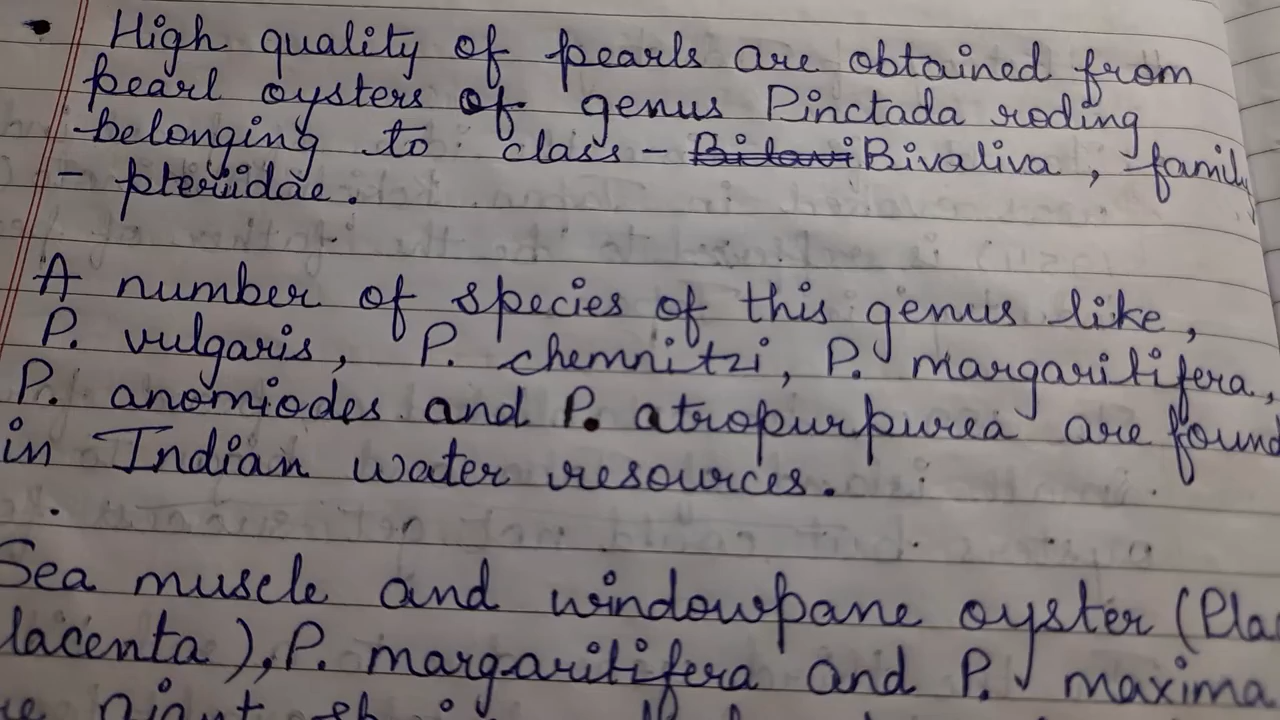 • High quality of pearls are obtained from
pearl oysters of genus Pinctada roding
belonging to class - Bivaliva, family
- pteriidae.
A number of species of this genus like,
P. vulgaris, P. chemnitzi, P. margaritifera,
P. anomiodes and P. atropurpurea are found
in Indian water resources.
Sea muscle and windowpane oyster (Pla
lacenta), P. margaritifera and P. maxima